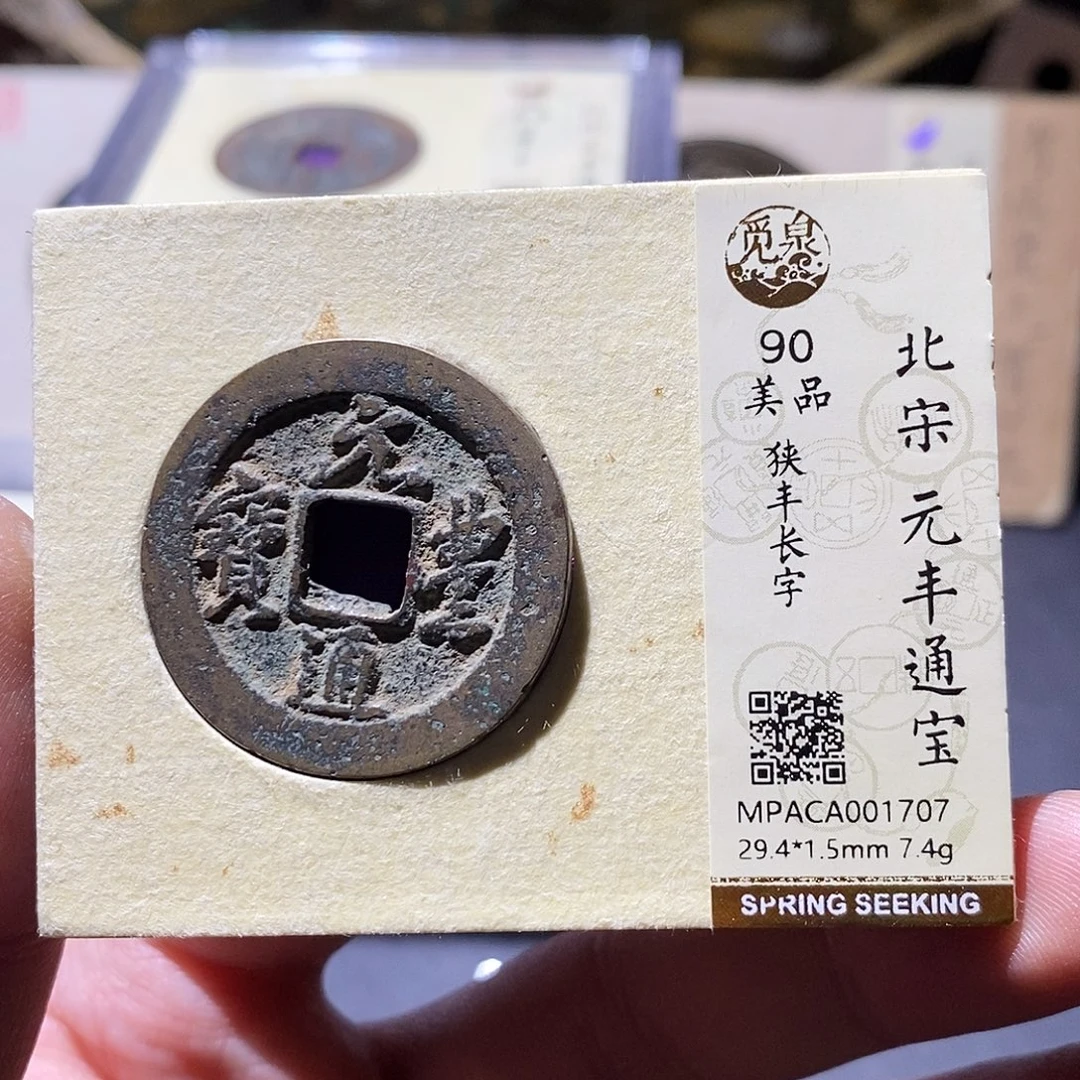 元豐通寶
觅泉
90
美品
狭丰长字
北宋 元丰通宝
MPACA001707
29.4*1.5mm 7.4g
SPRING SEEKING